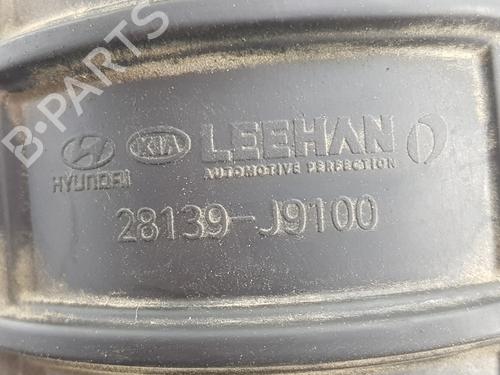 B-PARTS
HYUNDAI
KIA
LEEHAN
AUTOMOTIVE PERFECTION
28139-J9100